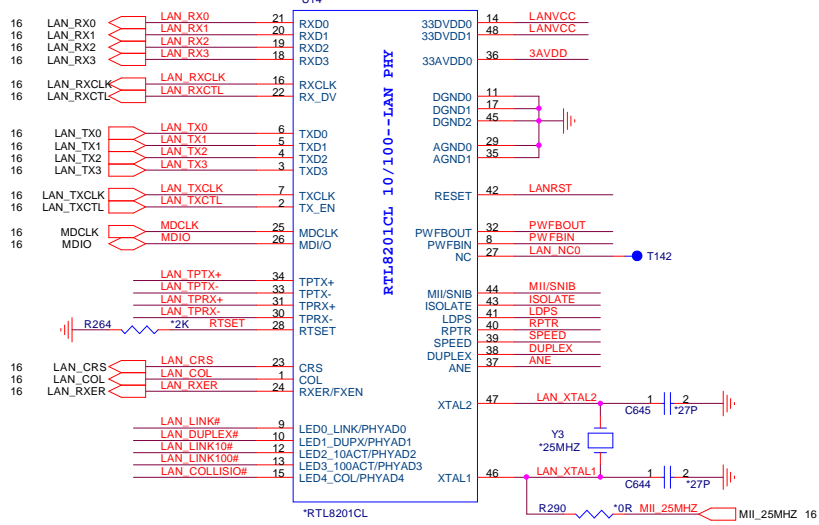 16 LAN_RX0 LAN_RX0 21 RXD0 33DVDD0 14 LANVCC
16 LAN_RX1 LAN_RX1 20 RXD1 33DVDD1 48 LANVCC
16 LAN_RX2 LAN_RX2 19 RXD2
16 LAN_RX3 LAN_RX3 18 RXD3 33AVDD0 36 3AVDD
16 LAN_RXCLK LAN_RXCLK 16 RXCLK
16 LAN_RXCTL LAN_RXCTL 22 RX_DV
DGND0 11
DGND1 17
DGND2 45
16 LAN_TX0 LAN_TX0 6 TXD0
16 LAN_TX1 LAN_TX1 5 TXD1 AGND0 29
16 LAN_TX2 LAN_TX2 4 TXD2 AGND1 35
16 LAN_TX3 LAN_TX3 3 TXD3
16 LAN_TXCLK LAN_TXCLK 7 TXCLK RESET 42 LANRST
16 LAN_TXCTL LAN_TXCTL 2 TX_EN
16 MDCLK MDCLK 25 MDCLK PWFBOUT 32 PWFBOUT
16 MDIO MDIO 26 MDI/O PWFBIN 8 PWFBIN
NC 27 LAN_NC0 T142
RTL8201CL 10/100--LAN PHY
LAN_TPTX+ 34 TPTX+
LAN_TPTX- 33 TPTX- MII/SNIB 44 MII/SNIB
LAN_TPRX+ 31 TPRX+ ISOLATE 43 ISOLATE
LAN_TPRX- 30 TPRX- LDPS 41 LDPS
R264 *2K RTSET 28 RTSET RPTR 40 RPTR
SPEED 39 SPEED
DUPLEX 38 DUPLEX
ANE 37 ANE
16 LAN_CRS LAN_CRS 23 CRS
16 LAN_COL LAN_COL 1 COL
16 LAN_RXER LAN_RXER 24 RXER/FXEN
XTAL2 47 LAN_XTAL2 1 2
C645 *27P
LAN_LINK# 9 LED0_LINK/PHYAD0
LAN_DUPLEX# 10 LED1_DUPX/PHYAD1
LAN_LINK10# 12 LED2_10ACT/PHYAD2
LAN_LINK100# 13 LED3_100ACT/PHYAD3
LAN_COLLISIO# 15 LED4_COL/PHYAD4
Y3
*25MHZ
XTAL1 46 LAN_XTAL1 1 2
C644 *27P
*RTL8201CL
R290 *0R MII_25MHZ MII_25MHZ 16